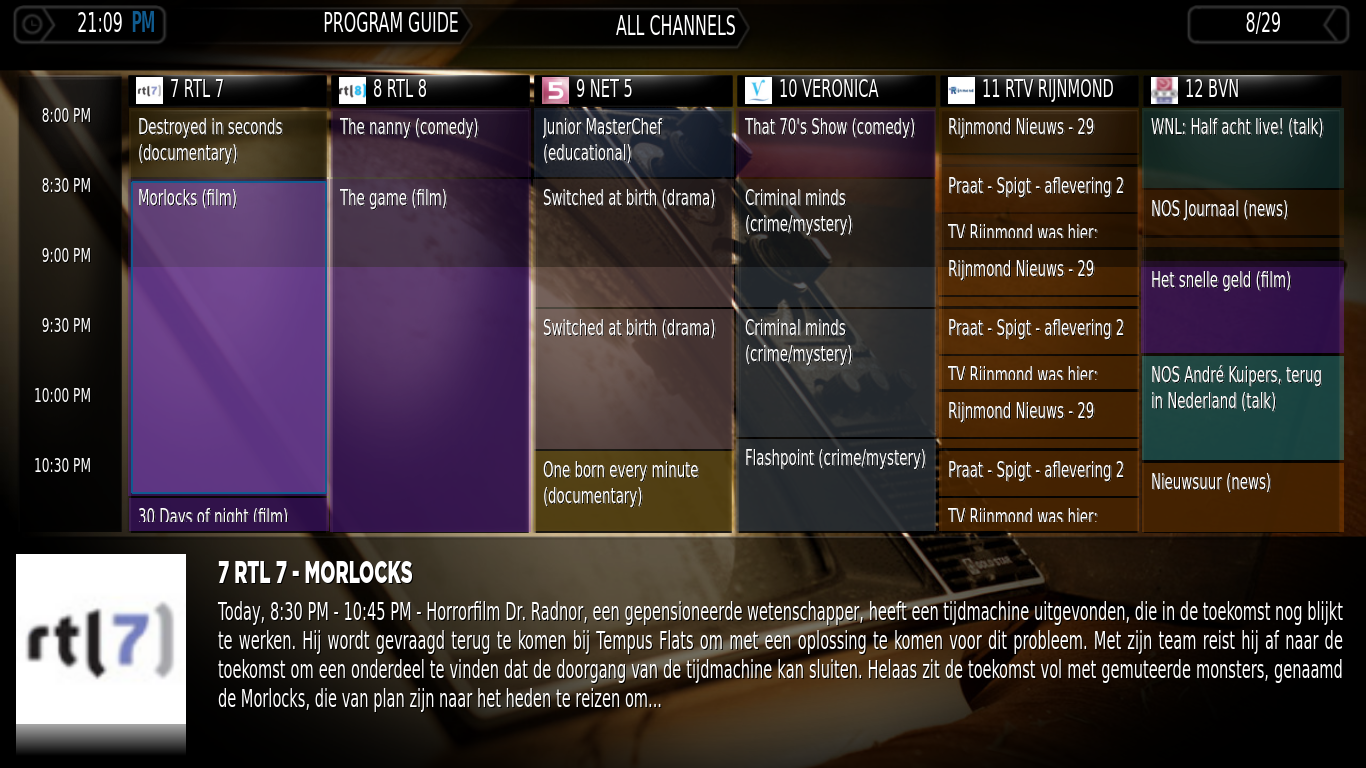 21:09 PM
PROGRAM GUIDE
ALL CHANNELS
8/29
rtl(7) 7 RTL 7
rtl(8) 8 RTL 8
5 9 NET 5
V 10 VERONICA
Rijnmond 11 RTV RIJNMOND
12 BVN
8:00 PM
8:30 PM
9:00 PM
9:30 PM
10:00 PM
10:30 PM
Destroyed in seconds
(documentary)
Morlocks (film)
30 Days of night (film)
The nanny (comedy)
The game (film)
Junior MasterChef
(educational)
Switched at birth (drama)
Switched at birth (drama)
One born every minute
(documentary)
That 70's Show (comedy)
Criminal minds
(crime/mystery)
Criminal minds
(crime/mystery)
Flashpoint (crime/mystery)
Rijnmond Nieuws - 29
Praat - Spigt - aflevering 2
TV Rijnmond was hier:
Rijnmond Nieuws - 29
Praat - Spigt - aflevering 2
TV Rijnmond was hier:
Rijnmond Nieuws - 29
Praat - Spigt - aflevering 2
TV Rijnmond was hier:
WNL: Half acht live! (talk)
NOS Journaal (news)
Het snelle geld (film)
NOS André Kuipers, terug
in Nederland (talk)
Nieuwsuur (news)
rtl(7)
7 RTL 7 - MORLOCKS
Today, 8:30 PM - 10:45 PM - Horrorfilm Dr. Radnor, een gepensioneerde wetenschapper, heeft een tijdmachine uitgevonden, die in de toekomst nog blijkt
te werken. Hij wordt gevraagd terug te komen bij Tempus Flats om met een oplossing te komen voor dit probleem. Met zijn team reist hij af naar de
toekomst om een onderdeel te vinden dat de doorgang van de tijdmachine kan sluiten. Helaas zit de toekomst vol met gemuteerde monsters, genaamd
de Morlocks, die van plan zijn naar het heden te reizen om...